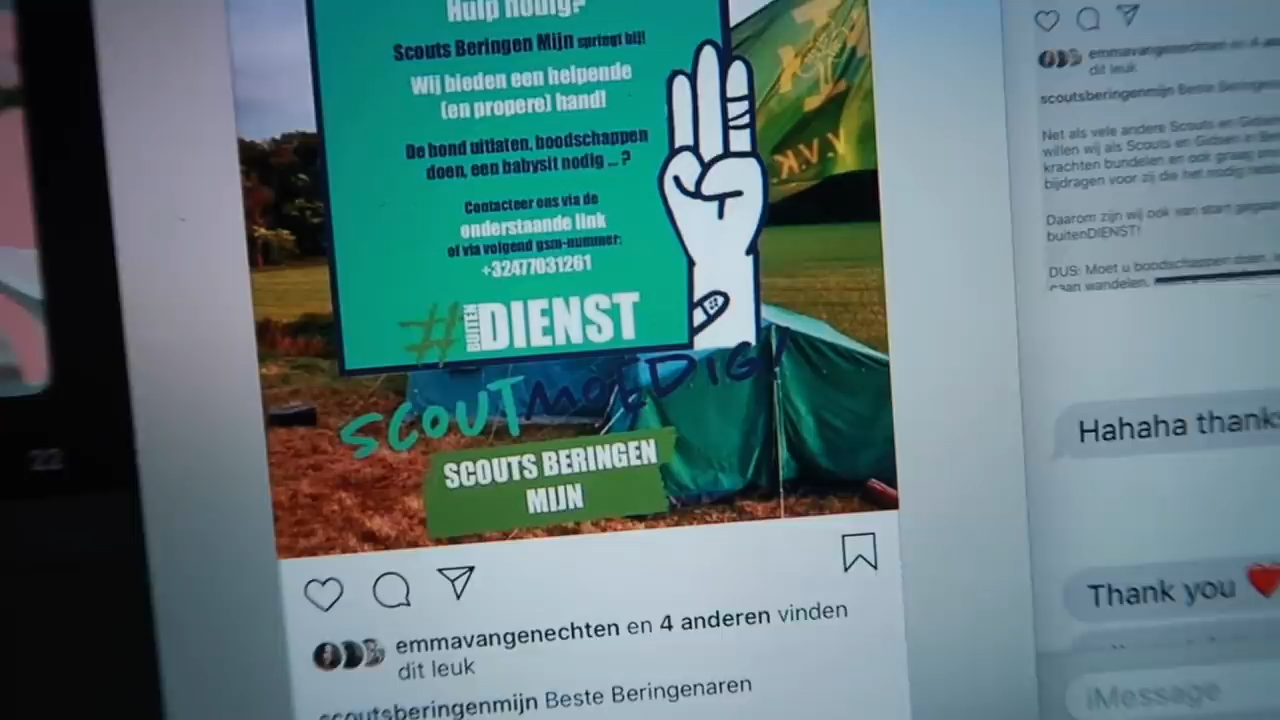 Hulp nodig?
Scouts Beringen Mijn springt bij!
Wij bieden een helpende
(en propere) hand!
De hond uitlaten, boodschappen
doen, een babysit nodig ... ?
Contacteer ons via de
onderstaande link
of via volgend gsm-nummer:
+32477031261
#BUITENDIENST
SCOUTMOEDIG!
SCOUTS BERINGEN
MIJN
K.V.V.
emmavangenechten en 4 anderen vinden
dit leuk
scoutsberingenmijn Beste Beringenaren
22
emmavangenechten en 4
dit leuk
scoutsberingenmijn Beste
Net als vele andere Scouts en
willen wij als Scouts en Gidsen in
krachten bundelen en ook graag
bijdragen voor zij die het nodig
Daarom zijn wij ook van start
buitenDIENST!
DUS: Moet u boodschappen doen,
gaan wandelen,
Hahaha thank
Thank you ❤️
iMessage